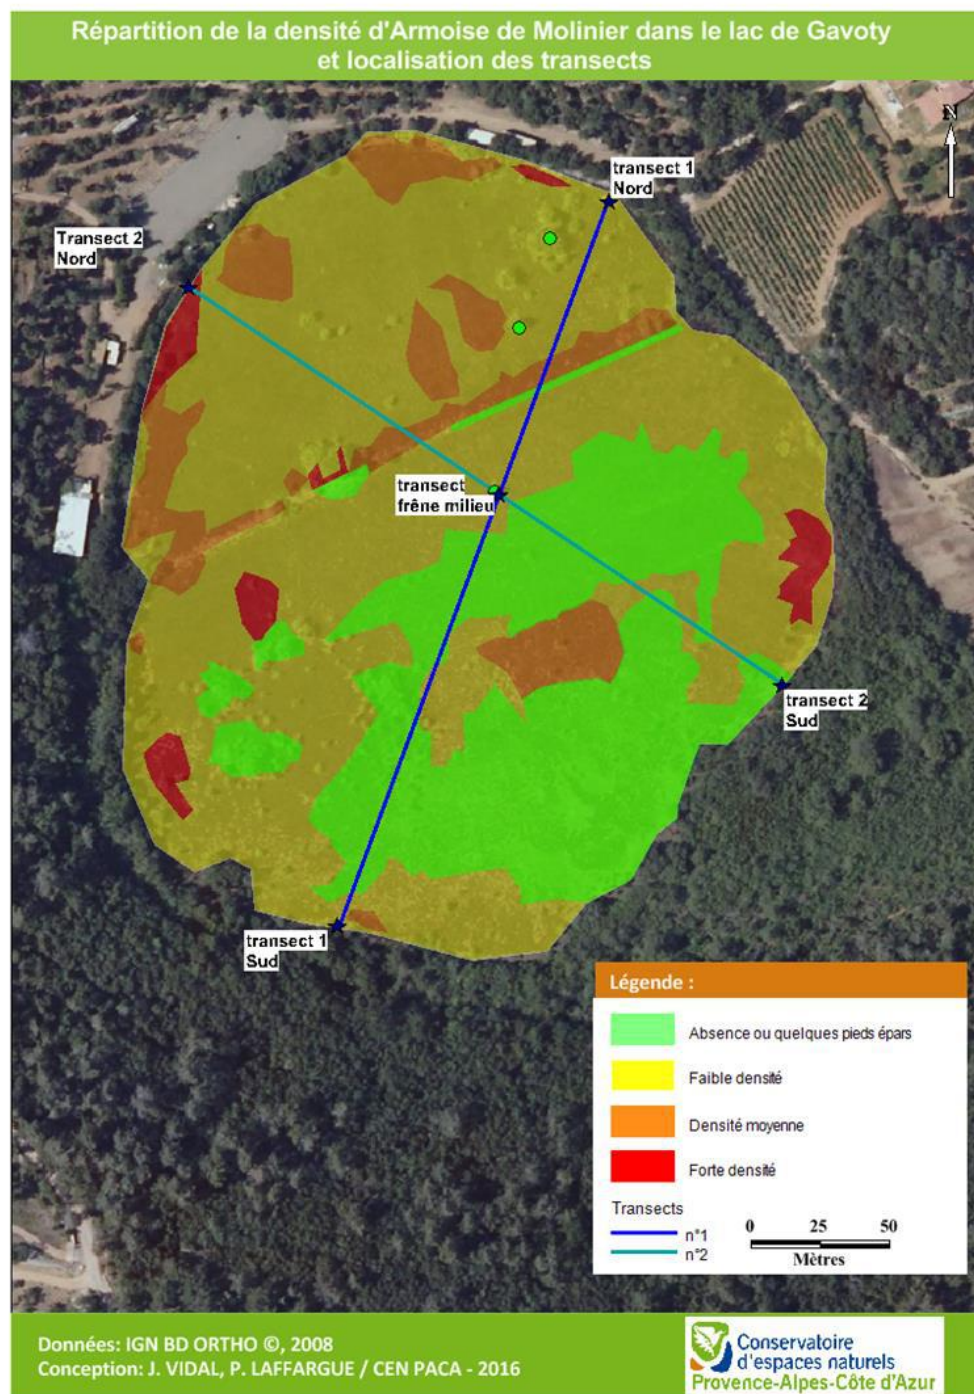 Répartition de la densité d'Armoise de Molinier dans le lac de Gavoty
et localisation des transects
N
transect 1
Nord
Transect 2
Nord
transect
frêne milieu
transect 2
Sud
transect 1
Sud
Légende :
Absence ou quelques pieds épars
Faible densité
Densité moyenne
Forte densité
Transects
n°1
n°2
0 25 50
Mètres
Données: IGN BD ORTHO ©, 2008
Conception: J. VIDAL, P. LAFFARGUE / CEN PACA - 2016
Conservatoire
d'espaces naturels
Provence-Alpes-Côte d'Azur